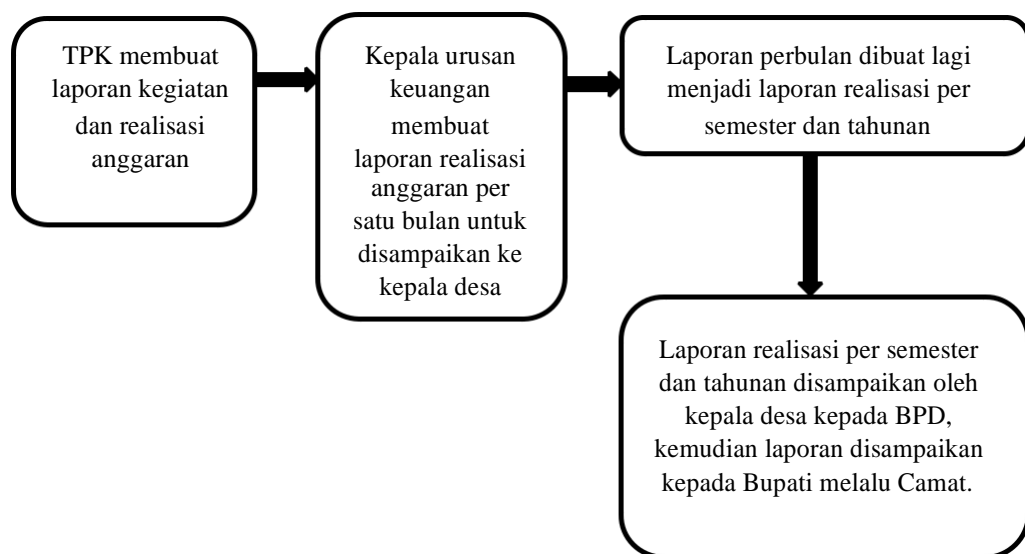 TPK membuat
laporan kegiatan
dan realisasi
anggaran
Kepala urusan
keuangan
membuat
laporan realisasi
anggaran per
satu bulan untuk
disampaikan ke
kepala desa
Laporan perbulan dibuat lagi
menjadi laporan realisasi per
semester dan tahunan
Laporan realisasi per semester
dan tahunan disampaikan oleh
kepala desa kepada BPD,
kemudian laporan disampaikan
kepada Bupati melalu Camat.